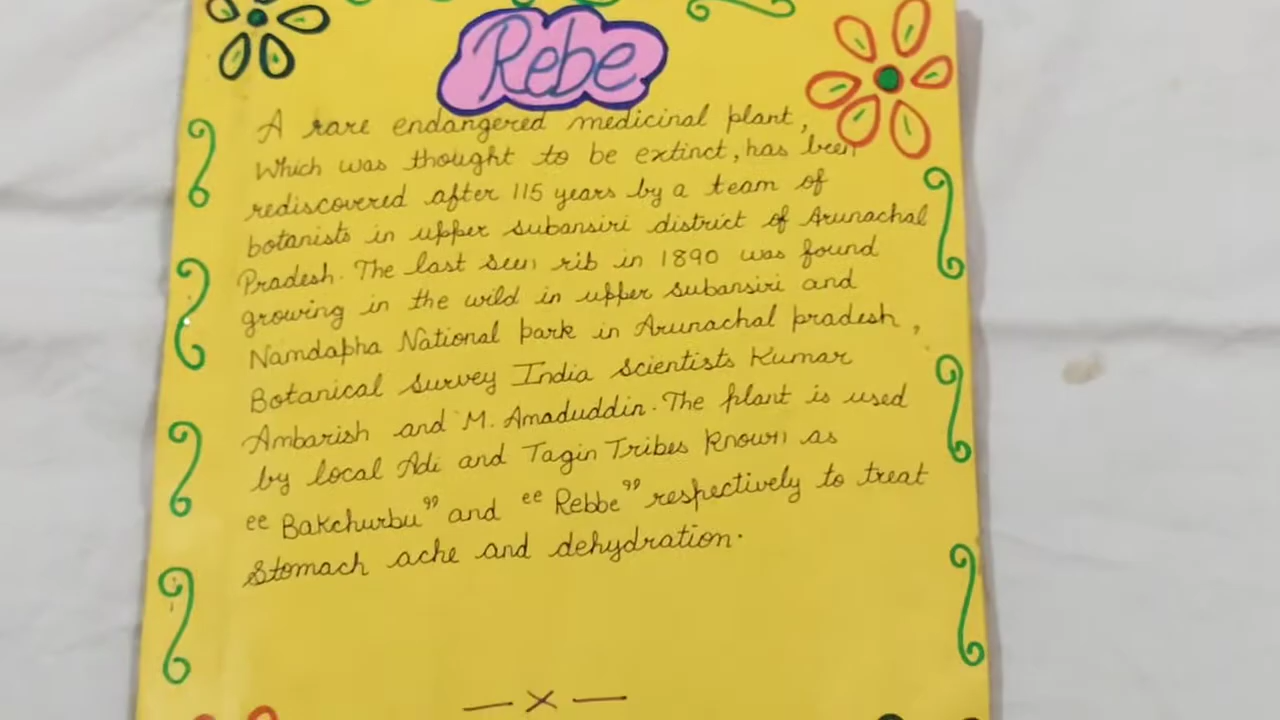 Rebe
A rare endangered medicinal plant,
Which was thought to be extinct, has been
rediscovered after 115 years by a team of
botanists in upper subansiri district of Arunachal
Pradesh. The last seen rib in 1890 was found
growing in the wild in upper subansiri and
Namdapha National park in Arunachal pradesh,
Botanical survey India scientists Kumar
Ambarish and M. Amaduddin. The plant is used
by local Adi and Tagin Tribes known as
“Bakchurbu” and “Rebbe” respectively to treat
Stomach ache and dehydration.
— x —